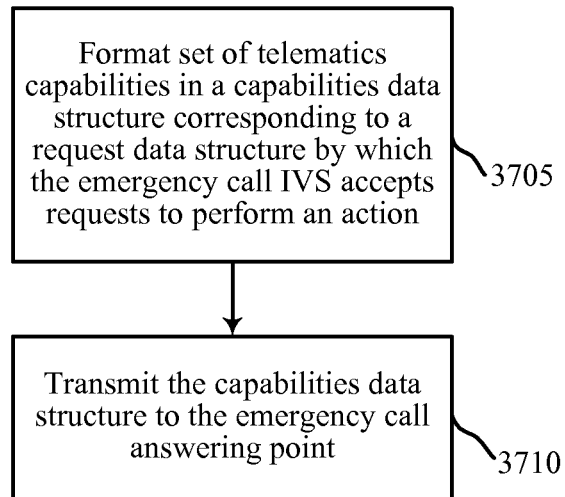 Format set of telematics
capabilities in a capabilities data
structure corresponding to a
request data structure by which
the emergency call IVS accepts
requests to perform an action
3705
Transmit the capabilities data
structure to the emergency call
answering point
3710